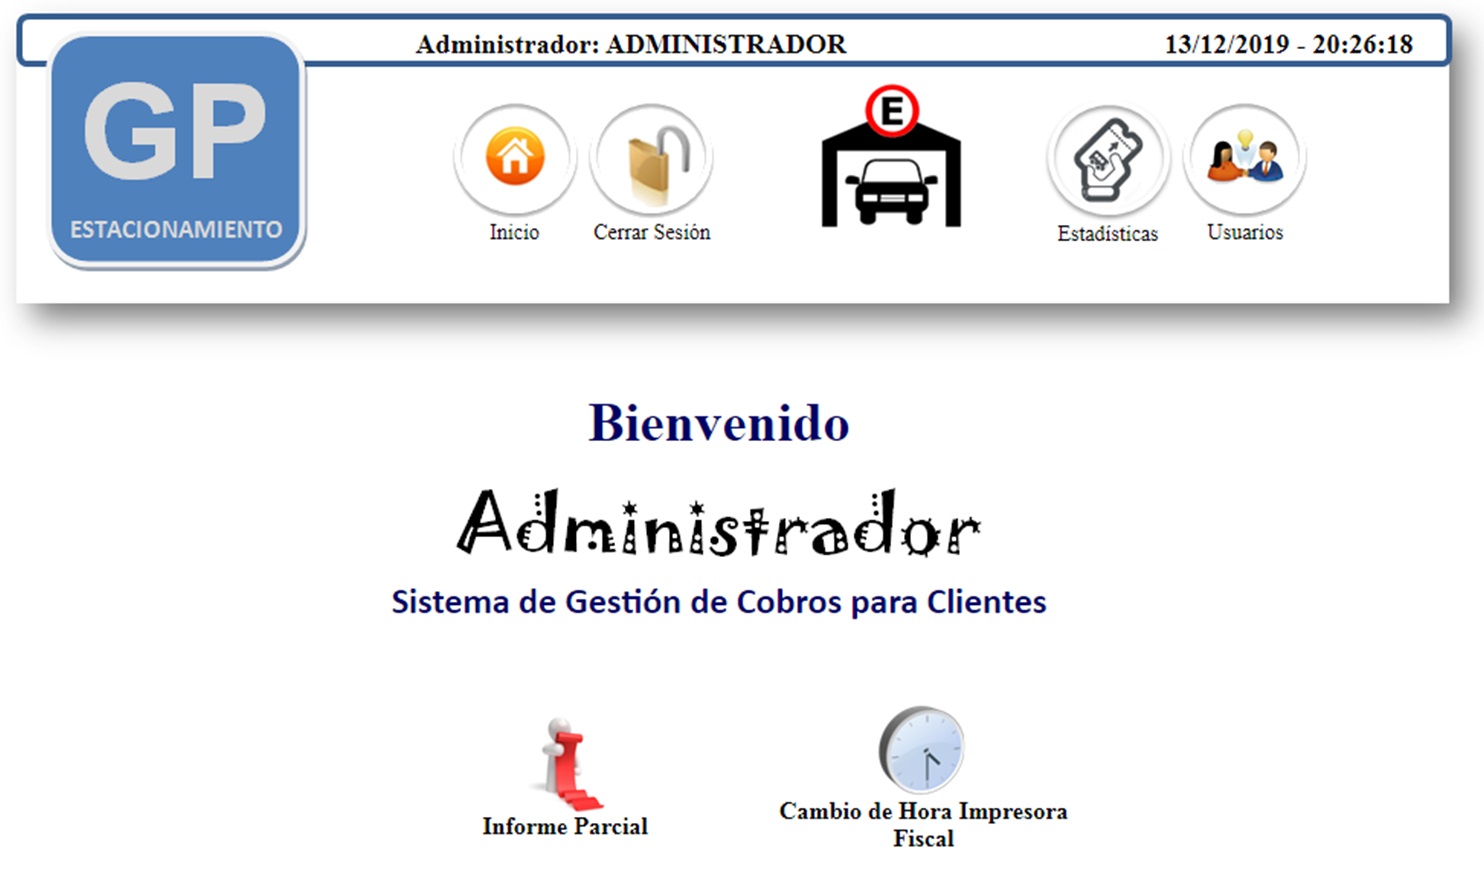 Administrador: ADMINISTRADOR
13/12/2019 - 20:26:18
GP
ESTACIONAMIENTO
E
Inicio
Cerrar Sesión
Estadísticas
Usuarios
Bienvenido
Administrador
Sistema de Gestión de Cobros para Clientes
Informe Parcial
Cambio de Hora Impresora
Fiscal